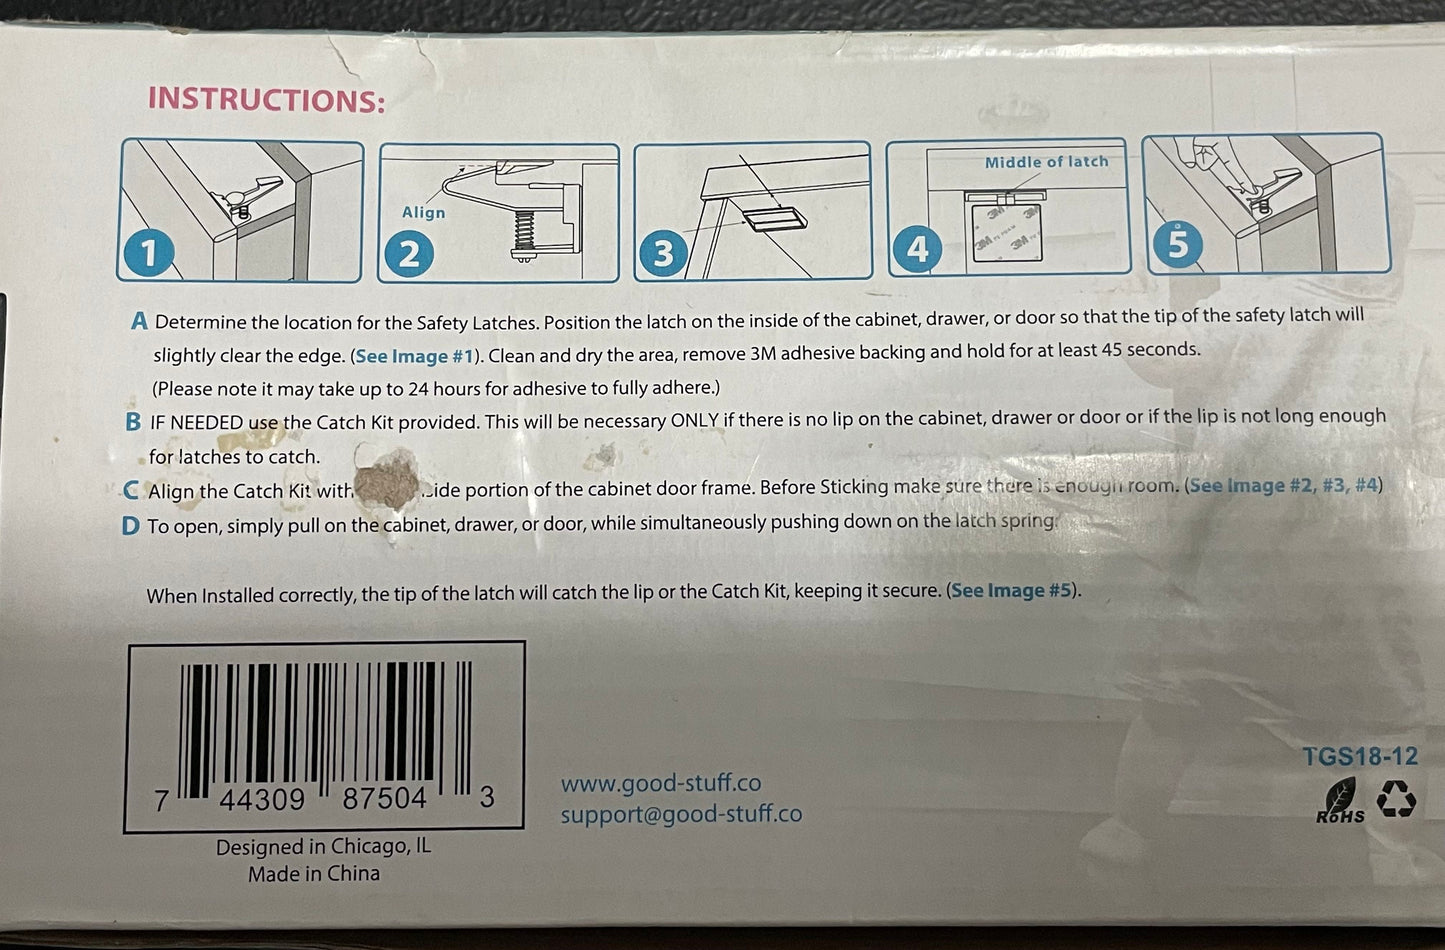 INSTRUCTIONS:
1
Align
2
3
Middle of latch
3M 3M
3M 3M
4
5
A Determine the location for the Safety Latches. Position the latch on the inside of the cabinet, drawer, or door so that the tip of the safety latch will
slightly clear the edge. (See Image #1). Clean and dry the area, remove 3M adhesive backing and hold for at least 45 seconds.
(Please note it may take up to 24 hours for adhesive to fully adhere.)
B IF NEEDED use the Catch Kit provided. This will be necessary ONLY if there is no lip on the cabinet, drawer or door or if the lip is not long enough
for latches to catch.
C Align the Catch Kit with portion of the cabinet door frame. Before Sticking make sure there is enough room. (See Image #2, #3, #4)
D To open, simply pull on the cabinet, drawer, or door, while simultaneously pushing down on the latch spring.
When Installed correctly, the tip of the latch will catch the lip or the Catch Kit, keeping it secure. (See Image #5).
7 44309 87504 3
Designed in Chicago, IL
Made in China
www.good-stuff.co
support@good-stuff.co
TGS18-12
RoHS